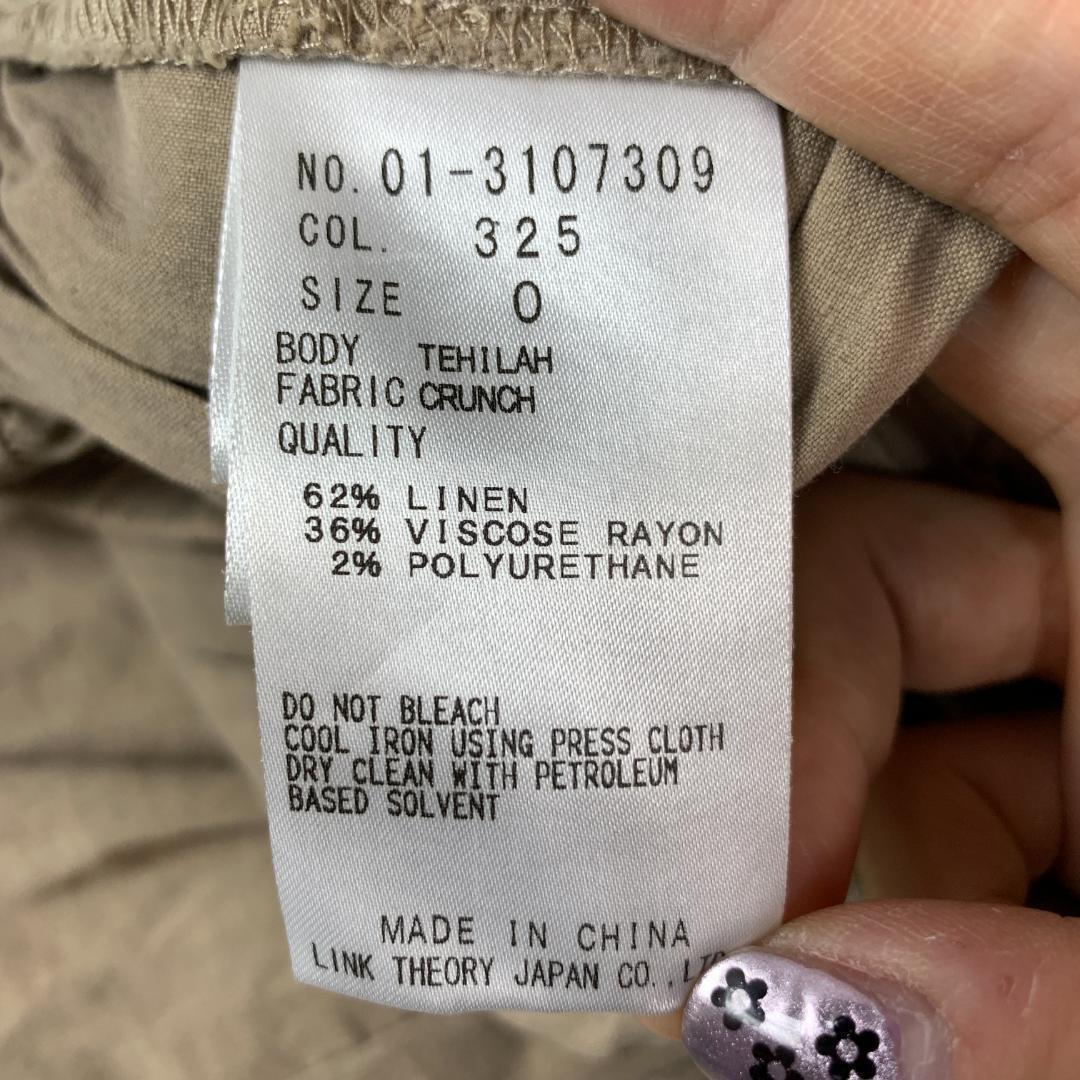 NO. 01-3107309
COL. 325
SIZE 0
BODY TEHILAH
FABRIC CRUNCH
QUALITY
62% LINEN
36% VISCOSE RAYON
2% POLYURETHANE
DO NOT BLEACH
COOL IRON USING PRESS CLOTH
DRY CLEAN WITH PETROLEUM
BASED SOLVENT
MADE IN CHINA
LINK THEORY JAPAN CO.,